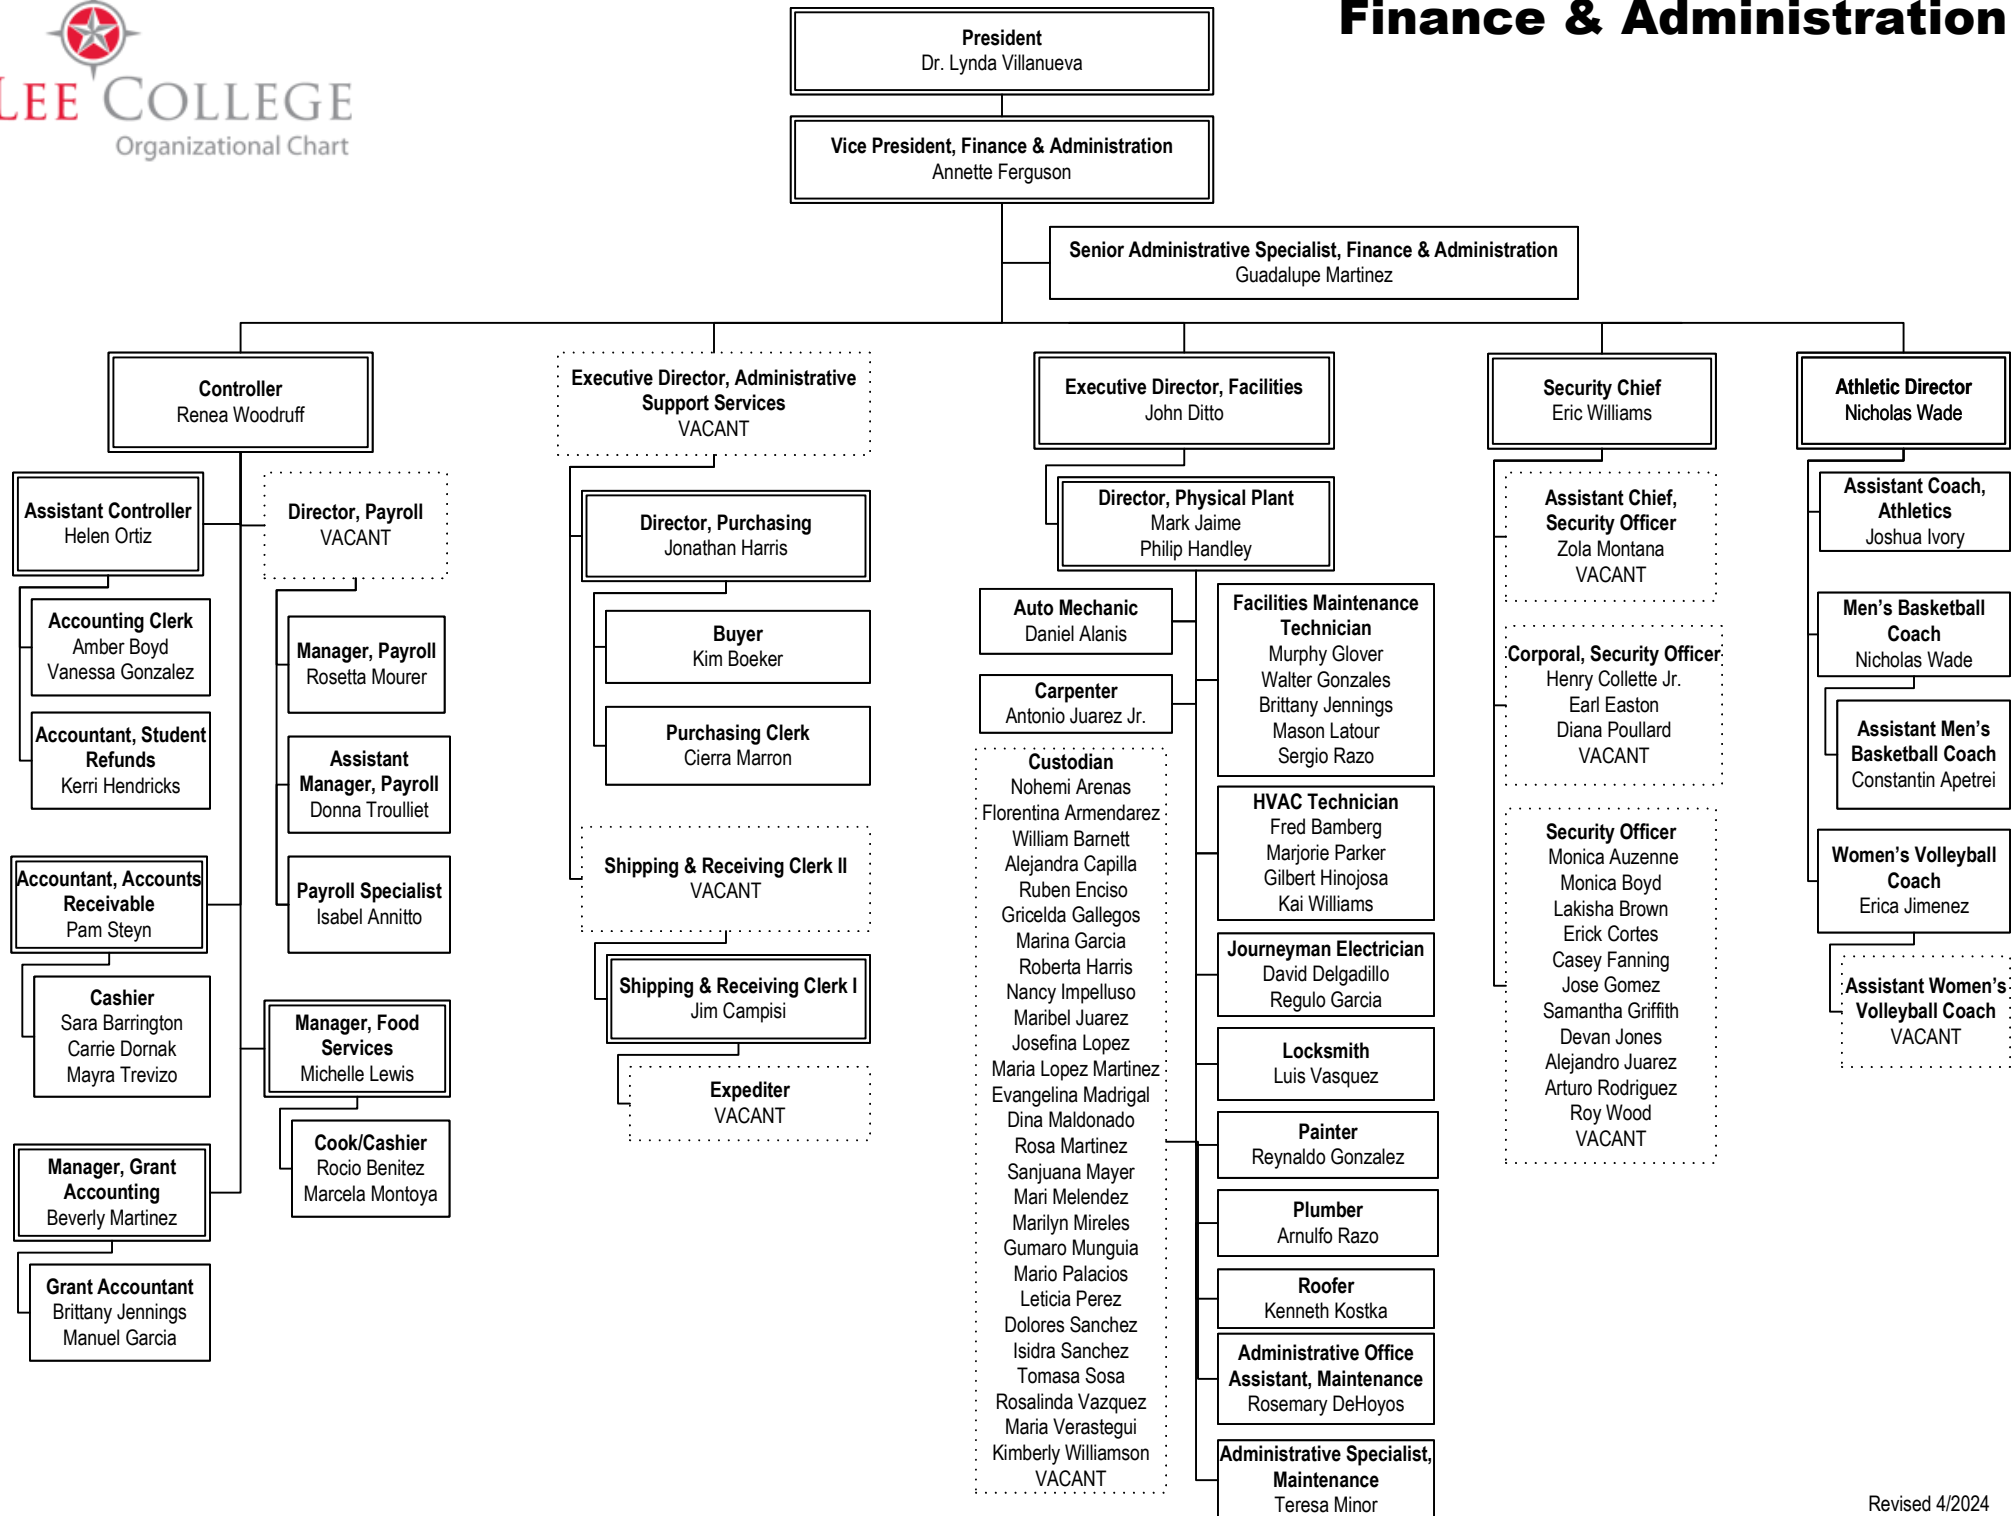 Finance & Administration
LEE COLLEGE
Organizational Chart
President
Dr. Lynda Villanueva
Vice President, Finance & Administration
Annette Ferguson
Senior Administrative Specialist, Finance & Administration
Guadalupe Martinez
Controller
Renea Woodruff
Assistant Controller
Helen Ortiz
Accounting Clerk
Amber Boyd
Vanessa Gonzalez
Accountant, Student
Refunds
Kerri Hendricks
Accountant, Accounts
Receivable
Pam Steyn
Cashier
Sara Barrington
Carrie Dornak
Mayra Trevizo
Manager, Grant
Accounting
Beverly Martinez
Grant Accountant
Brittany Jennings
Manuel Garcia
Director, Payroll
VACANT
Manager, Payroll
Rosetta Mourer
Assistant
Manager, Payroll
Donna Troulliet
Payroll Specialist
Isabel Annitto
Manager, Food
Services
Michelle Lewis
Cook/Cashier
Rocio Benitez
Marcela Montoya
Executive Director, Administrative
Support Services
VACANT
Director, Purchasing
Jonathan Harris
Buyer
Kim Boeker
Purchasing Clerk
Cierra Marron
Shipping & Receiving Clerk II
VACANT
Shipping & Receiving Clerk I
Jim Campisi
Expediter
VACANT
Executive Director, Facilities
John Ditto
Director, Physical Plant
Mark Jaime
Philip Handley
Auto Mechanic
Daniel Alanis
Carpenter
Antonio Juarez Jr.
Custodian
Nohemi Arenas
Florentina Armendarez
William Barnett
Alejandra Capilla
Ruben Enciso
Gricelda Gallegos
Marina Garcia
Roberta Harris
Nancy Impelluso
Maribel Juarez
Josefina Lopez
Maria Lopez Martinez
Evangelina Madrigal
Dina Maldonado
Rosa Martinez
Sanjuana Mayer
Mari Melendez
Marilyn Mireles
Gumaro Munguia
Mario Palacios
Leticia Perez
Dolores Sanchez
Isidra Sanchez
Tomasa Sosa
Rosalinda Vazquez
Maria Verastegui
Kimberly Williamson
VACANT
Facilities Maintenance
Technician
Murphy Glover
Walter Gonzales
Brittany Jennings
Mason Latour
Sergio Razo
HVAC Technician
Fred Bamberg
Marjorie Parker
Gilbert Hinojosa
Kai Williams
Journeyman Electrician
David Delgadillo
Regulo Garcia
Locksmith
Luis Vasquez
Painter
Reynaldo Gonzalez
Plumber
Arnulfo Razo
Roofer
Kenneth Kostka
Administrative Office
Assistant, Maintenance
Rosemary DeHoyos
Administrative Specialist,
Maintenance
Teresa Minor
Security Chief
Eric Williams
Assistant Chief,
Security Officer
Zola Montana
VACANT
Corporal, Security Officer
Henry Collette Jr.
Earl Easton
Diana Poullard
VACANT
Security Officer
Monica Auzenne
Monica Boyd
Lakisha Brown
Erick Cortes
Casey Fanning
Jose Gomez
Samantha Griffith
Devan Jones
Alejandro Juarez
Arturo Rodriguez
Roy Wood
VACANT
Athletic Director
Nicholas Wade
Assistant Coach,
Athletics
Joshua Ivory
Men's Basketball
Coach
Nicholas Wade
Assistant Men's
Basketball Coach
Constantin Apetrei
Women's Volleyball
Coach
Erica Jimenez
Assistant Women's
Volleyball Coach
VACANT
Revised 4/2024